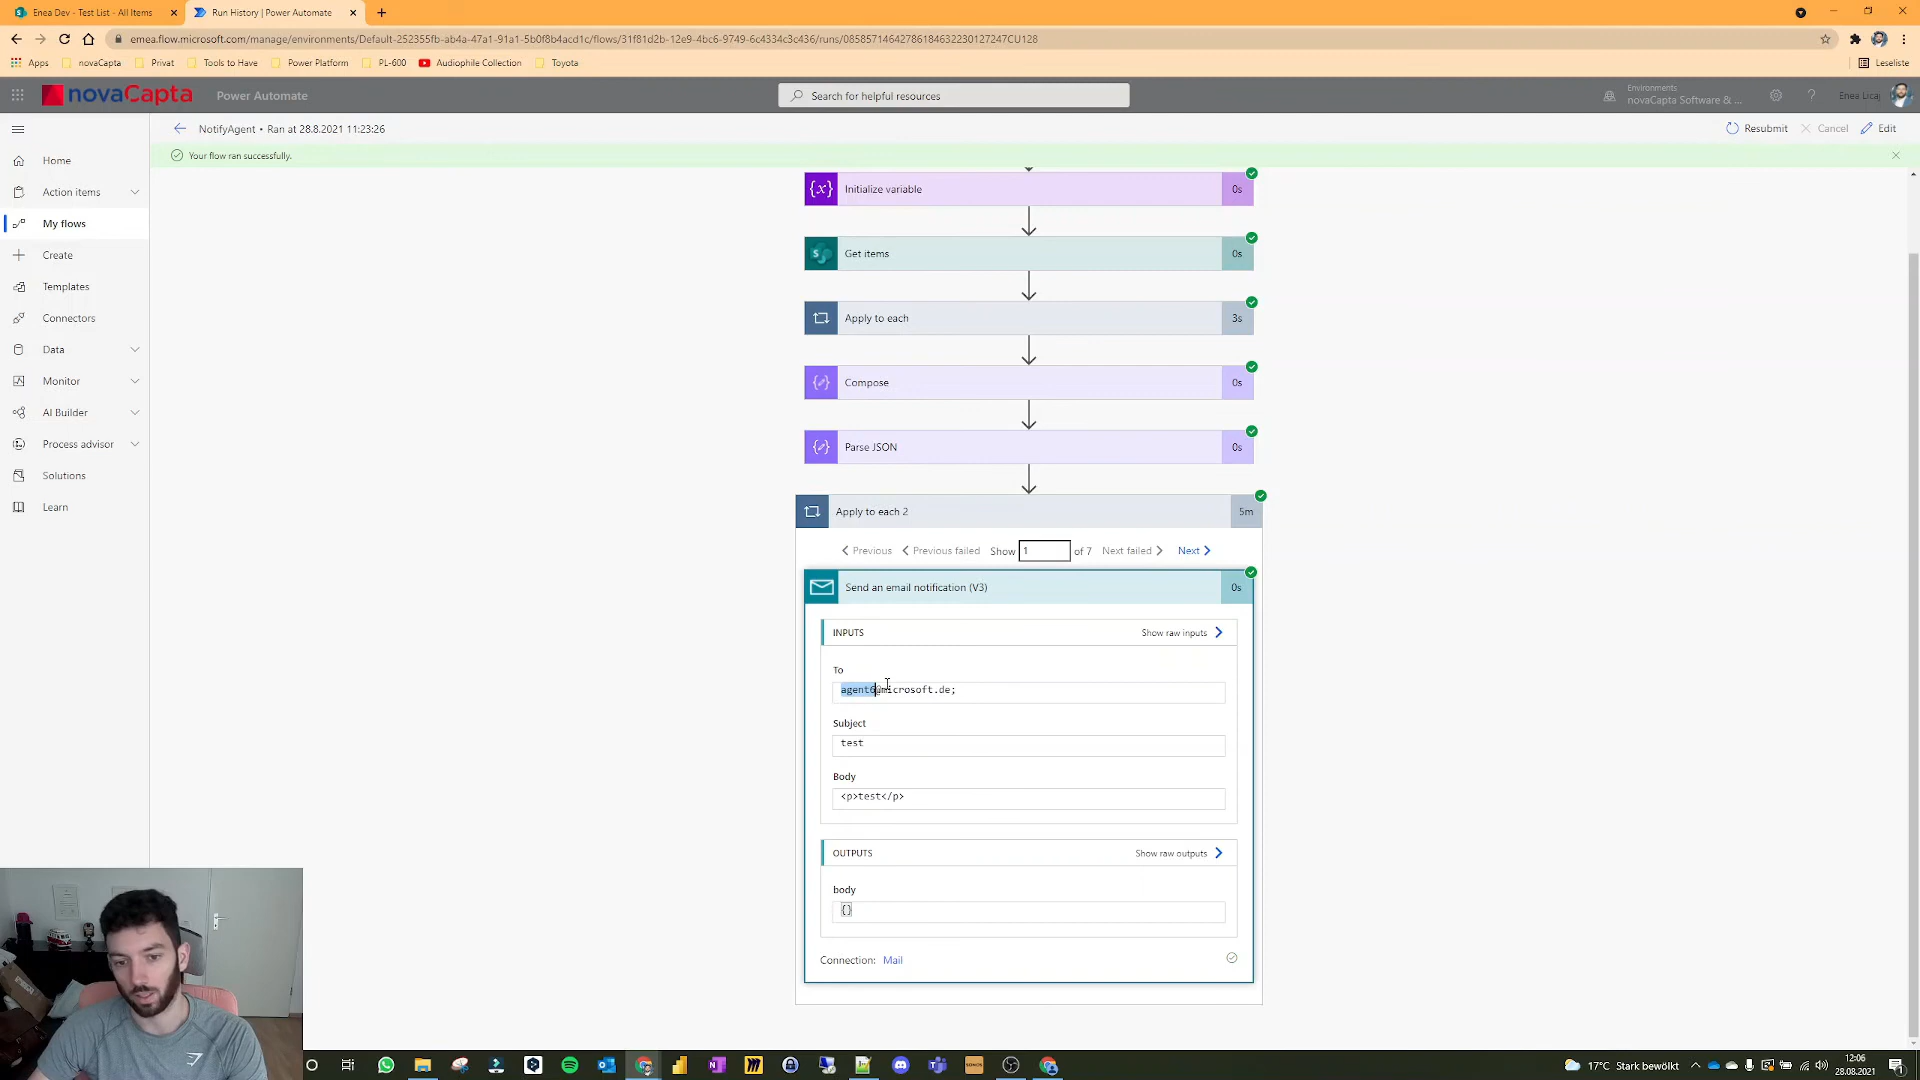 Enea Dev - Test List - All Items
Run History | Power Automate
emea.flow.microsoft.com/manage/environments/Default-252355fb-ab4a-47a1-91a1-5b0f8b4acd1c/flows/31f81d2b-12e9-4bc6-9749-6c4334c3c436/runs/08585714642786184632230127247CU128
Apps
novaCapta
Privat
Tools to Have
Power Platform
PL-600
Audiophile Collection
Toyota
Leseliste
novaCapta
Power Automate
Search for helpful resources
Environments
novaCapta Software & ...
Enea Licaj
NotifyAgent • Ran at 28.8.2021 11:23:26
Resubmit
Cancel
Edit
Your flow ran successfully.
Home
Action items
My flows
Create
Templates
Connectors
Data
Monitor
AI Builder
Process advisor
Solutions
Learn
Initialize variable
0s
Get items
0s
Apply to each
3s
Compose
0s
Parse JSON
0s
Apply to each 2
5m
Previous
Previous failed
Show
1
of 7
Next failed
Next
Send an email notification (V3)
0s
INPUTS
Show raw inputs
To
agent6@microsoft.de;
Subject
test
Body
<p>test</p>
OUTPUTS
Show raw outputs
body
{}
Connection: Mail
17°C Stark bewölkt
12:06
28.08.2021